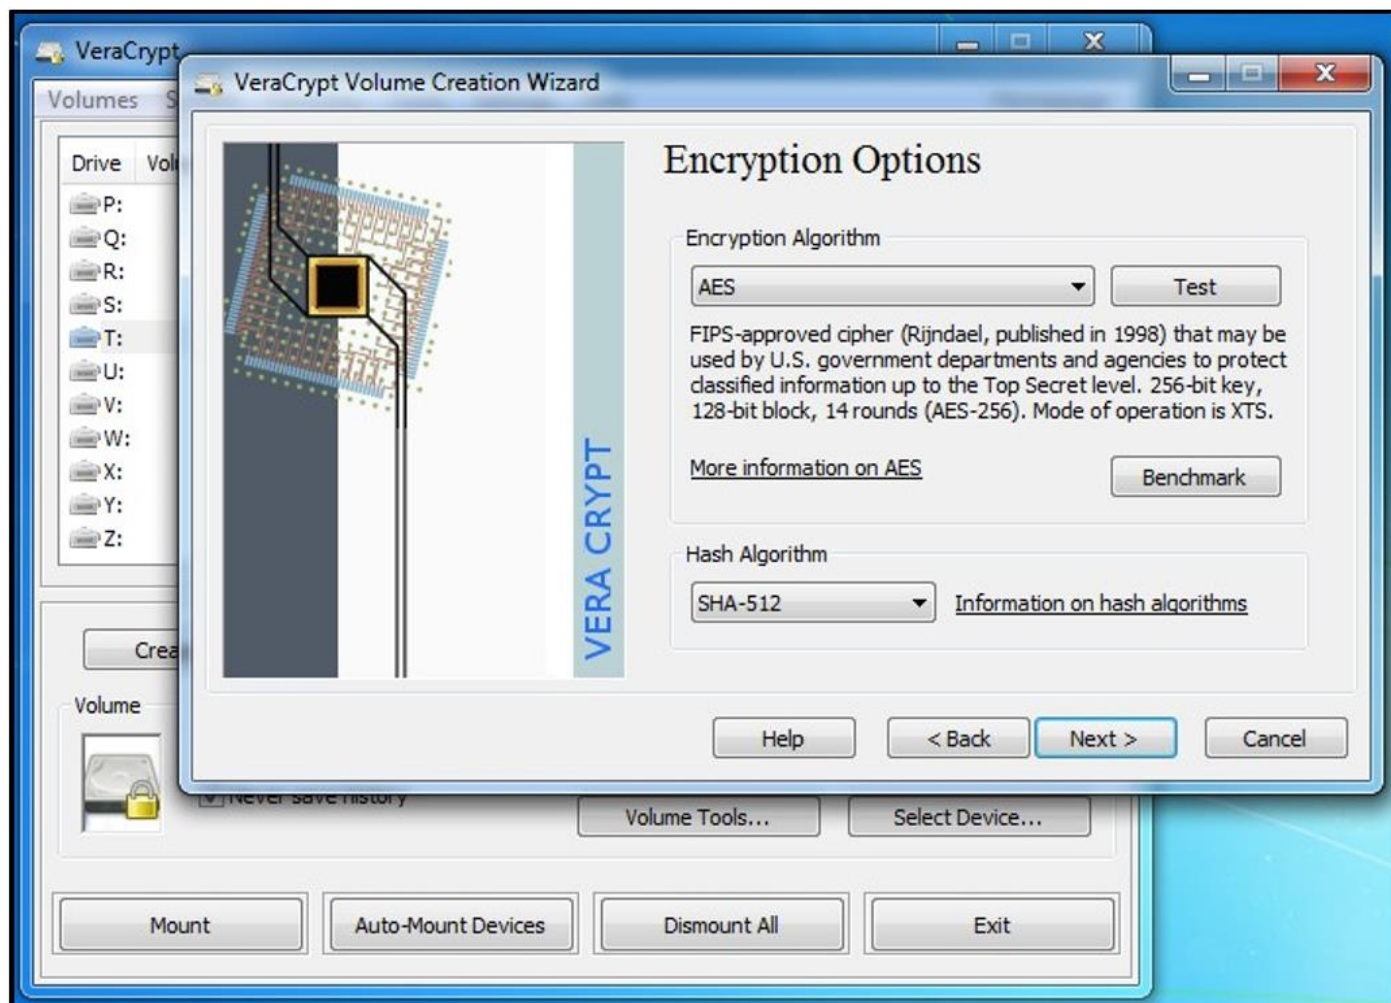 VeraCrypt
Volumes
Drive
P:
Q:
R:
S:
T:
U:
V:
W:
X:
Y:
Z:
Volume
Never save history
Volume Tools...
Select Device...
Mount
Auto-Mount Devices
Dismount All
Exit
VeraCrypt Volume Creation Wizard
VERA CRYPT
Encryption Options
Encryption Algorithm
AES
Test
FIPS-approved cipher (Rijndael, published in 1998) that may be
used by U.S. government departments and agencies to protect
classified information up to the Top Secret level. 256-bit key,
128-bit block, 14 rounds (AES-256). Mode of operation is XTS.
More information on AES
Benchmark
Hash Algorithm
SHA-512
Information on hash algorithms
Help
< Back
Next >
Cancel